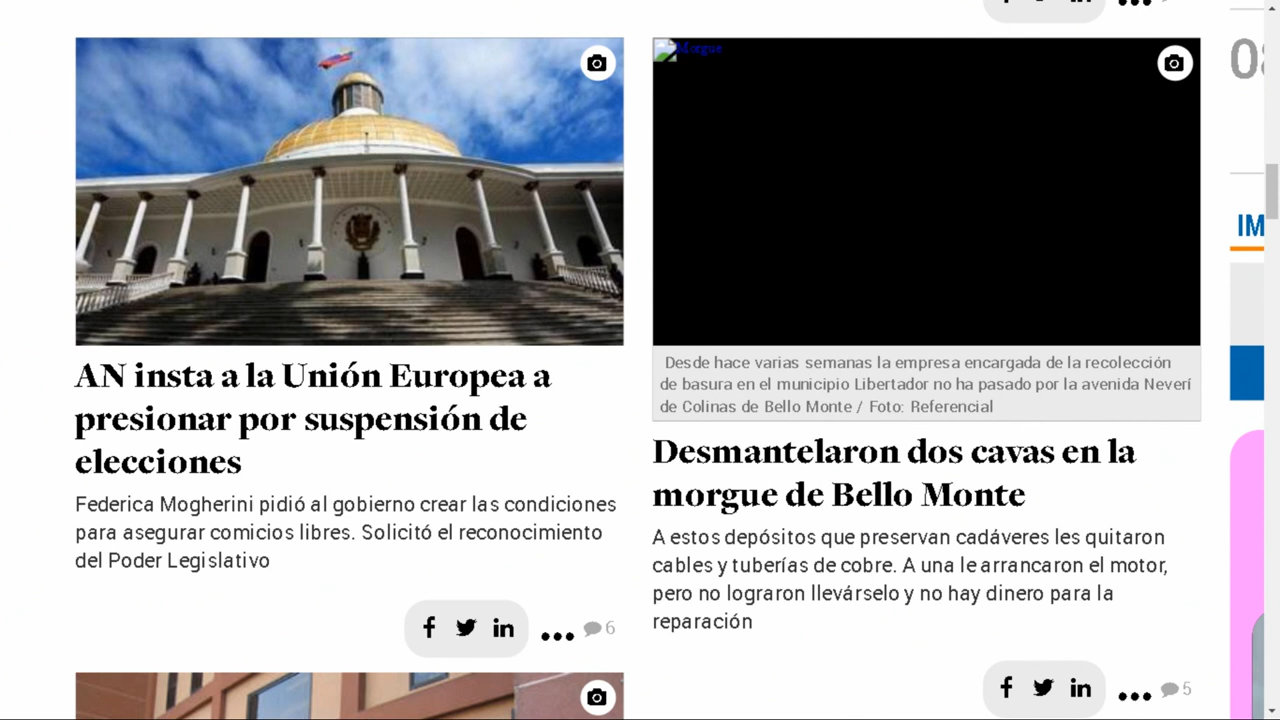 AN insta a la Unión Europea a
presionar por suspensión de
elecciones
Federica Mogherini pidió al gobierno crear las condiciones
para asegurar comicios libres. Solicitó el reconocimiento
del Poder Legislativo
6
Morgue
Desde hace varias semanas la empresa encargada de la recolección
de basura en el municipio Libertador no ha pasado por la avenida Neverí
de Colinas de Bello Monte / Foto: Referencial
Desmantelaron dos cavas en la
morgue de Bello Monte
A estos depósitos que preservan cadáveres les quitaron
cables y tuberías de cobre. A una le arrancaron el motor,
pero no lograron llevárselo y no hay dinero para la
reparación
5
IM